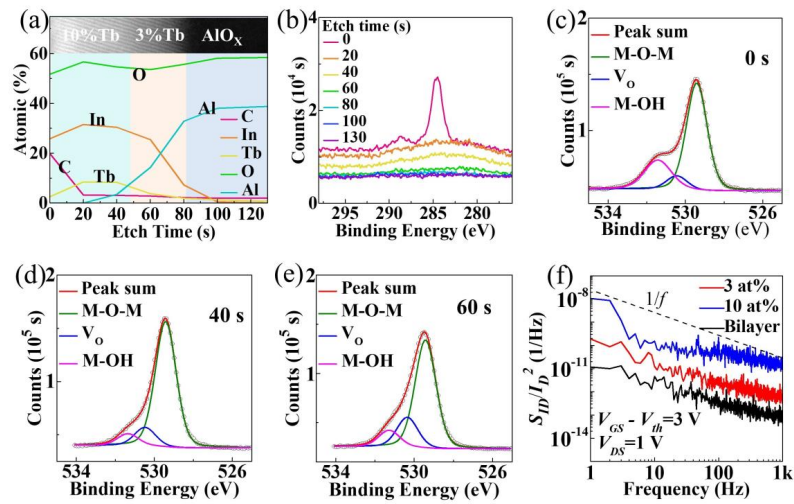 (a)
10%Tb 3%Tb AlOX
60
40
20
0
Atomic (%)
O
In
Al
C
Tb
C
In
Tb
O
Al
0 20 40 60 80 100 120
Etch Time (s)
(b)
Etch time (s)
0
20
40
60
80
100
130
4
2
0
Counts (10^4 s)
295 290 285 280
Binding Energy (eV)
(c)
Peak sum
M-O-M
VO
M-OH
0 s
2
1
Counts (10^5 s)
534 530 526
Binding Energy (eV)
(d)
Peak sum
M-O-M
VO
M-OH
40 s
2
1
Counts (10^5 s)
534 530 526
Binding Energy (eV)
(e)
Peak sum
M-O-M
VO
M-OH
60 s
2
1
Counts (10^5 s)
534 530 526
Binding Energy (eV)
(f)
3 at%
10 at%
Bilayer
1/f
10^-8
10^-11
10^-14
SID/ID^2 (1/Hz)
VGS - Vth=3 V
VDS=1 V
1 10 100 1k
Frequency (Hz)